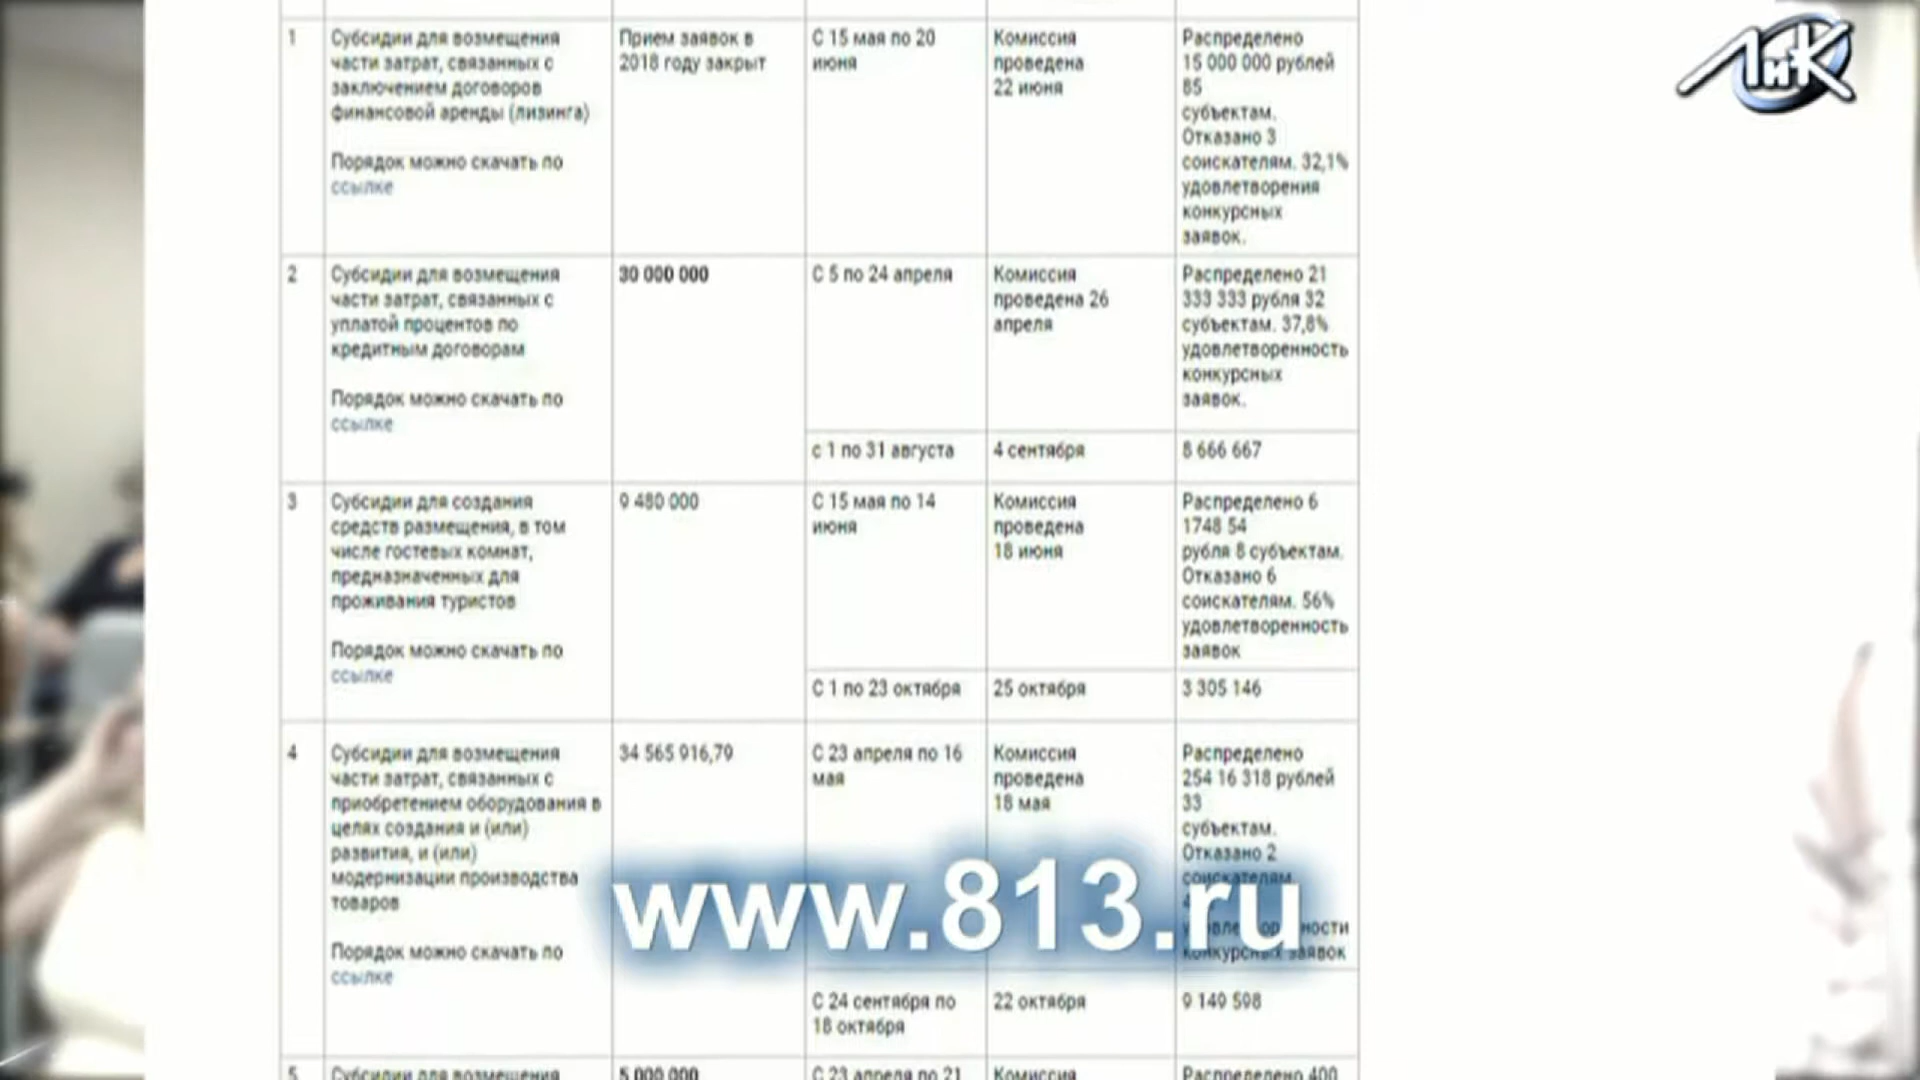 ЛиК
1
Субсидии для возмещения
части затрат, связанных с
заключением договоров
финансовой аренды (лизинга)
Порядок можно скачать по
ссылке
Прием заявок в
2018 году закрыт
С 15 мая по 20
июня
Комиссия
проведена
22 июня
Распределено
15 000 000 рублей
85
субъектам.
Отказано 3
соискателям. 32,1%
удовлетворения
конкурсных
заявок.
2
Субсидии для возмещения
части затрат, связанных с
уплатой процентов по
кредитным договорам
Порядок можно скачать по
ссылке
30 000 000
С 5 по 24 апреля
Комиссия
проведена 26
апреля
Распределено 21
333 333 рубля 32
субъектам. 37,8%
удовлетворенность
конкурсных
заявок.
с 1 по 31 августа
4 сентября
8 666 667
3
Субсидии для создания
средств размещения, в том
числе гостевых комнат,
предназначенных для
проживания туристов
Порядок можно скачать по
ссылке
9 480 000
С 15 мая по 14
июня
Комиссия
проведена
18 июня
Распределено 6
1748 54
рубля 8 субъектам.
Отказано 6
соискателям. 56%
удовлетворенность
заявок
С 1 по 23 октября
25 октября
3 305 146
4
Субсидии для возмещения
части затрат, связанных с
приобретением оборудования в
целях создания и (или)
развития, и (или)
модернизации производства
товаров
Порядок можно скачать по
ссылке
34 565 916,79
С 23 апреля по 16
мая
Комиссия
проведена
18 мая
Распределено
254 16 318 рублей
33
субъектам.
Отказано 2
соискателям.
конкурсных заявок
С 24 сентября по
18 октября
22 октября
9 149 598
www.813.ru
5
Субсидии для возмещения
5 000 000
С 23 апреля по 21
Комиссия
Распределено 400